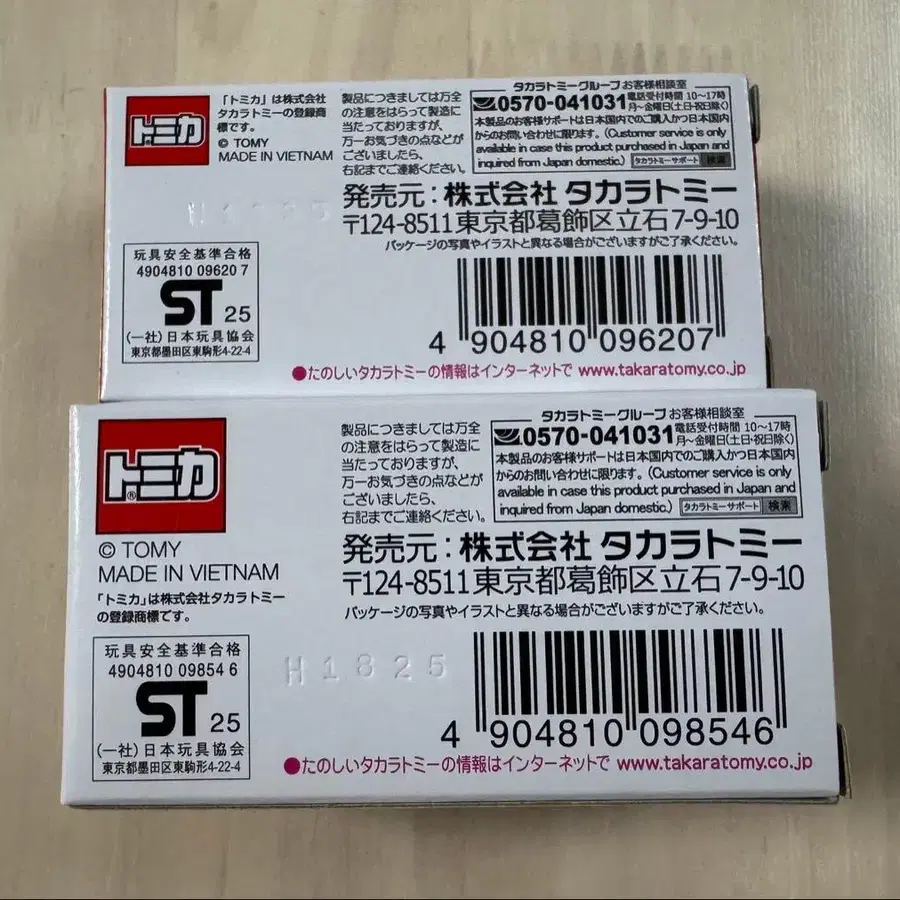 トミカ
「トミカ」は株式会社
タカラトミーの登録商
標です。
© TOMY
MADE IN VIETNAM
製品につきましては万全
の注意をはらって製造に
当たっておりますが、
万一お気づきの点などが
ございましたら、
右記までご連絡ください。
タカラトミーグループお客様相談室
0570-041031 電話受付時間 10〜17時
月〜金曜日(土・日・祝日除く)
本製品のお客様サポートは日本国内でのご購入かつ日本国内
からのお問い合わせに限ります。(Customer service is only
available in case this product purchased in Japan and
inquired from Japan domestic.) タカラトミーサポート 検索
発売元：株式会社 タカラトミー
〒124-8511 東京都葛飾区立石7-9-10
パッケージの写真やイラストと異なる場合がございますがご了承ください。
玩具安全基準合格
4904810 09620 7
ST 25
(一社)日本玩具協会
東京都墨田区東駒形4-22-4
4 904810 096207
●たのしいタカラトミーの情報はインターネットで www.takaratomy.co.jp
トミカ®
© TOMY
MADE IN VIETNAM
「トミカ」は株式会社タカラトミー
の登録商標です。
製品につきましては万全
の注意をはらって製造に
当たっておりますが、
万一お気づきの点などが
ございましたら、
右記までご連絡ください。
タカラトミーグループ お客様相談室
0570-041031 電話受付時間 10〜17時
月〜金曜日(土・日・祝日除く)
本製品のお客様サポートは日本国内でのご購入かつ日本国内
からのお問い合わせに限ります。(Customer service is only
available in case this product purchased in Japan and
inquired from Japan domestic.) タカラトミーサポート 検索
発売元：株式会社 タカラトミー
〒124-8511 東京都葛飾区立石7-9-10
パッケージの写真やイラストと異なる場合がございますがご了承ください。
玩具安全基準合格
4904810 09854 6
ST 25
(一社)日本玩具協会
東京都墨田区東駒形4-22-4
H1825
4 904810 098546
●たのしいタカラトミーの情報はインターネットで www.takaratomy.co.jp